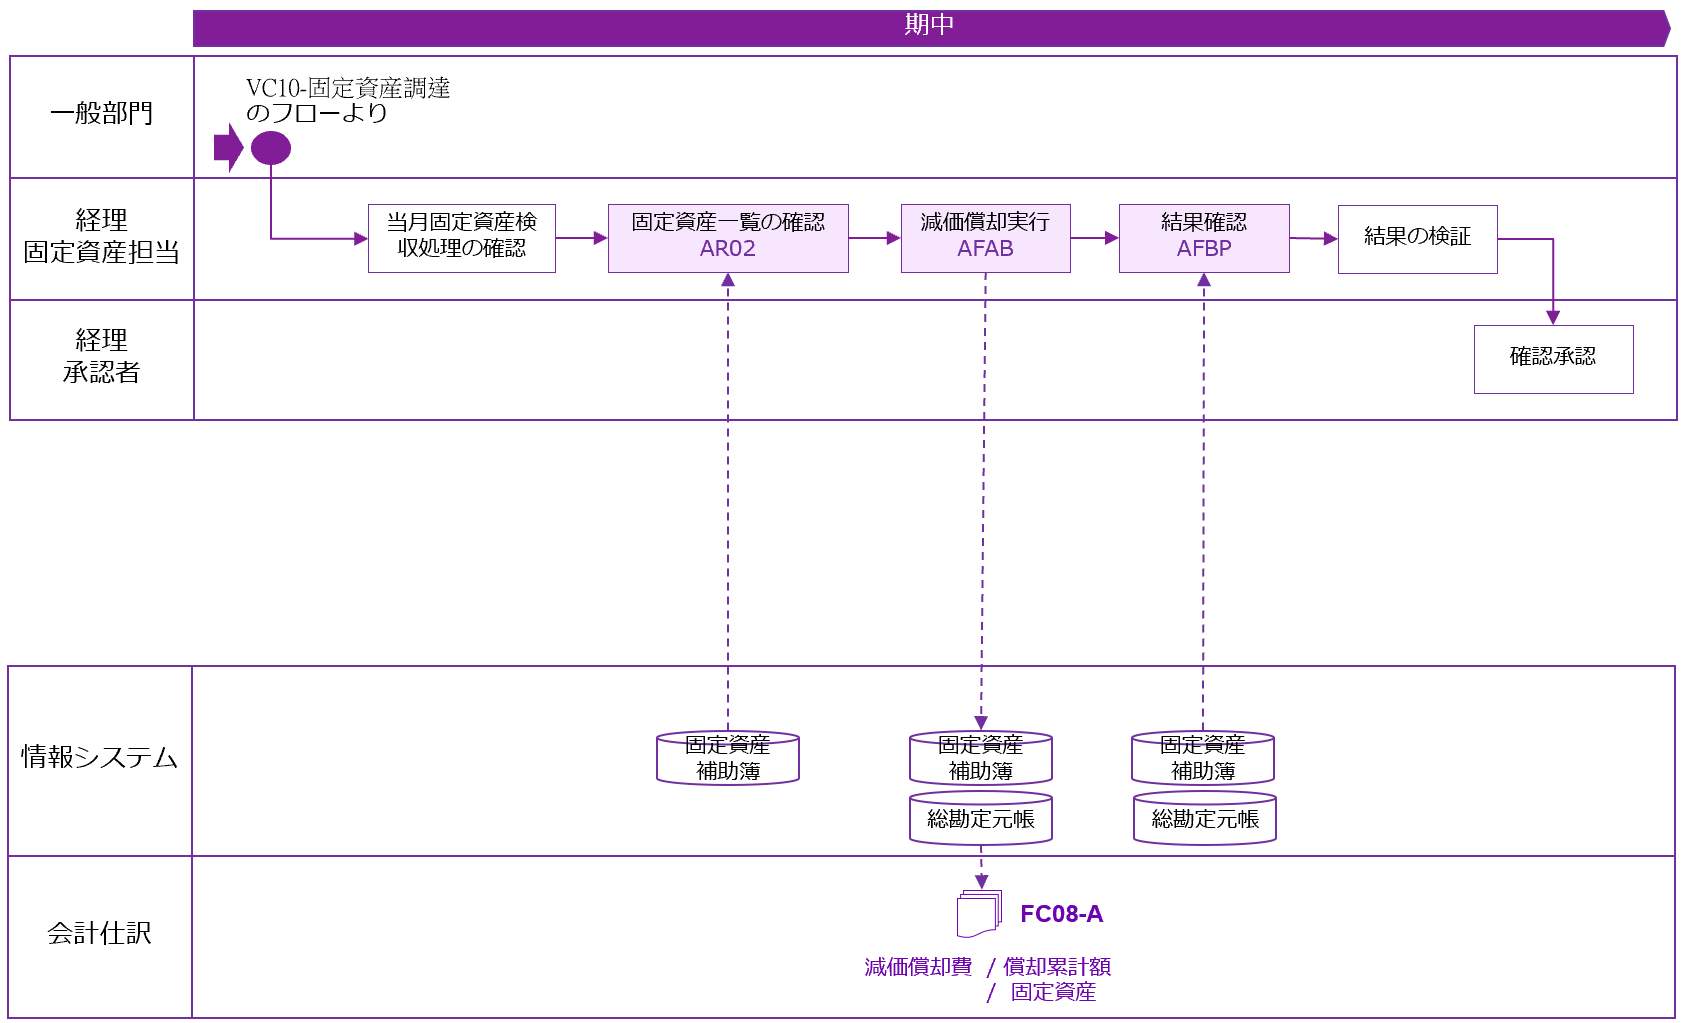 期中
一般部門
VC10-固定資産調達
のフローより
経理
固定資産担当
当月固定資産検
収処理の確認
固定資産一覧の確認
AR02
減価償却実行
AFAB
結果確認
AFBP
結果の検証
経理
承認者
確認承認
情報システム
固定資産
補助簿
固定資産
補助簿
総勘定元帳
固定資産
補助簿
総勘定元帳
会計仕訳
FC08-A
減価償却費 / 償却累計額
/ 固定資産